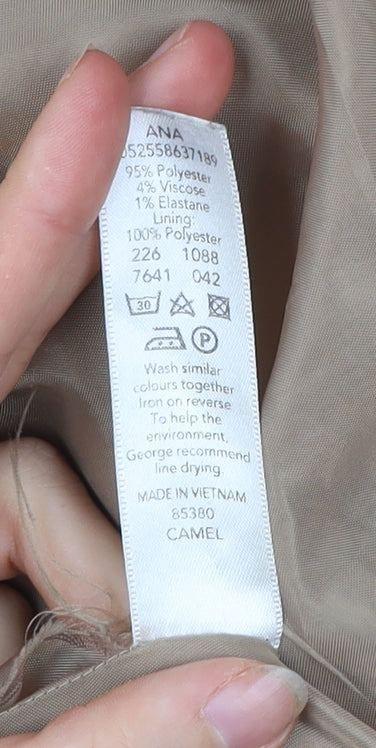 ANA
052558637189
95% Polyester
4% Viscose
1% Elastane
Lining:
100% Polyester
226 1088
7641 042
30
P
Wash similar
colours together
Iron on reverse
To help the
environment,
George recommend
line drying.
MADE IN VIETNAM
85380
CAMEL